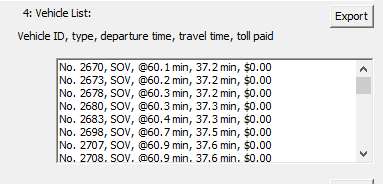 4: Vehicle List:
Export
Vehicle ID, type, departure time, travel time, toll paid
No. 2670, SOV, @60.1 min, 37.2 min, $0.00
No. 2673, SOV, @60.2 min, 37.2 min, $0.00
No. 2678, SOV, @60.3 min, 37.2 min, $0.00
No. 2680, SOV, @60.3 min, 37.3 min, $0.00
No. 2683, SOV, @60.4 min, 37.3 min, $0.00
No. 2698, SOV, @60.7 min, 37.5 min, $0.00
No. 2707, SOV, @60.9 min, 37.6 min, $0.00
No. 2708, SOV, @60.9 min, 37.6 min, $0.00